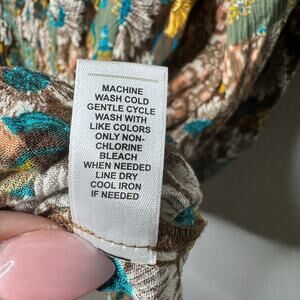 MACHINE
WASH COLD
GENTLE CYCLE
WASH WITH
LIKE COLORS
ONLY NON-
CHLORINE
BLEACH
WHEN NEEDED
LINE DRY
COOL IRON
IF NEEDED